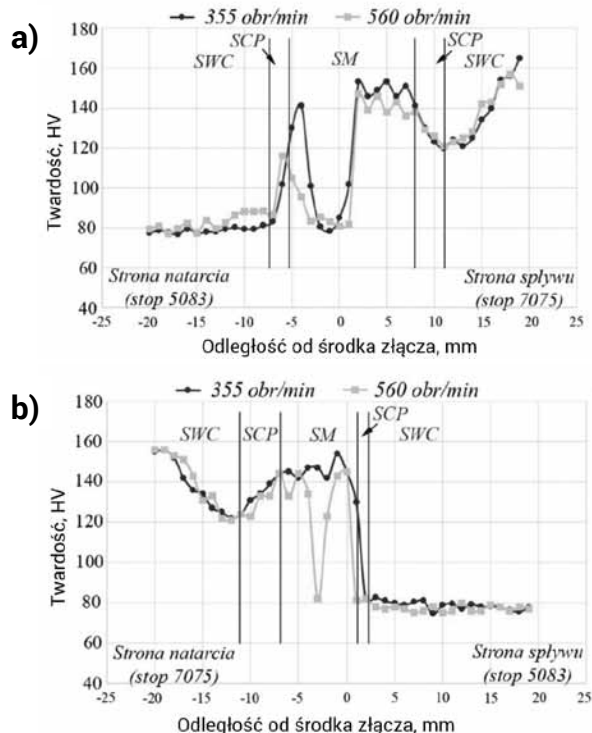 a)
355 obr/min 560 obr/min
SCP SCP
SWC SM SWC
180
160
140
120
100
80
60
40
Twardość, HV
Strona natarcia Strona spływu
(stop 5083) (stop 7075)
-25 -20 -15 -10 -5 0 5 10 15 20 25
Odległość od środka złącza, mm
b)
355 obr/min 560 obr/min
SCP
SWC SCP SM SWC
180
160
140
120
100
80
60
40
Twardość, HV
Strona natarcia Strona spływu
(stop 7075) (stop 5083)
-25 -20 -15 -10 -5 0 5 10 15 20 25
Odległość od środka złącza, mm